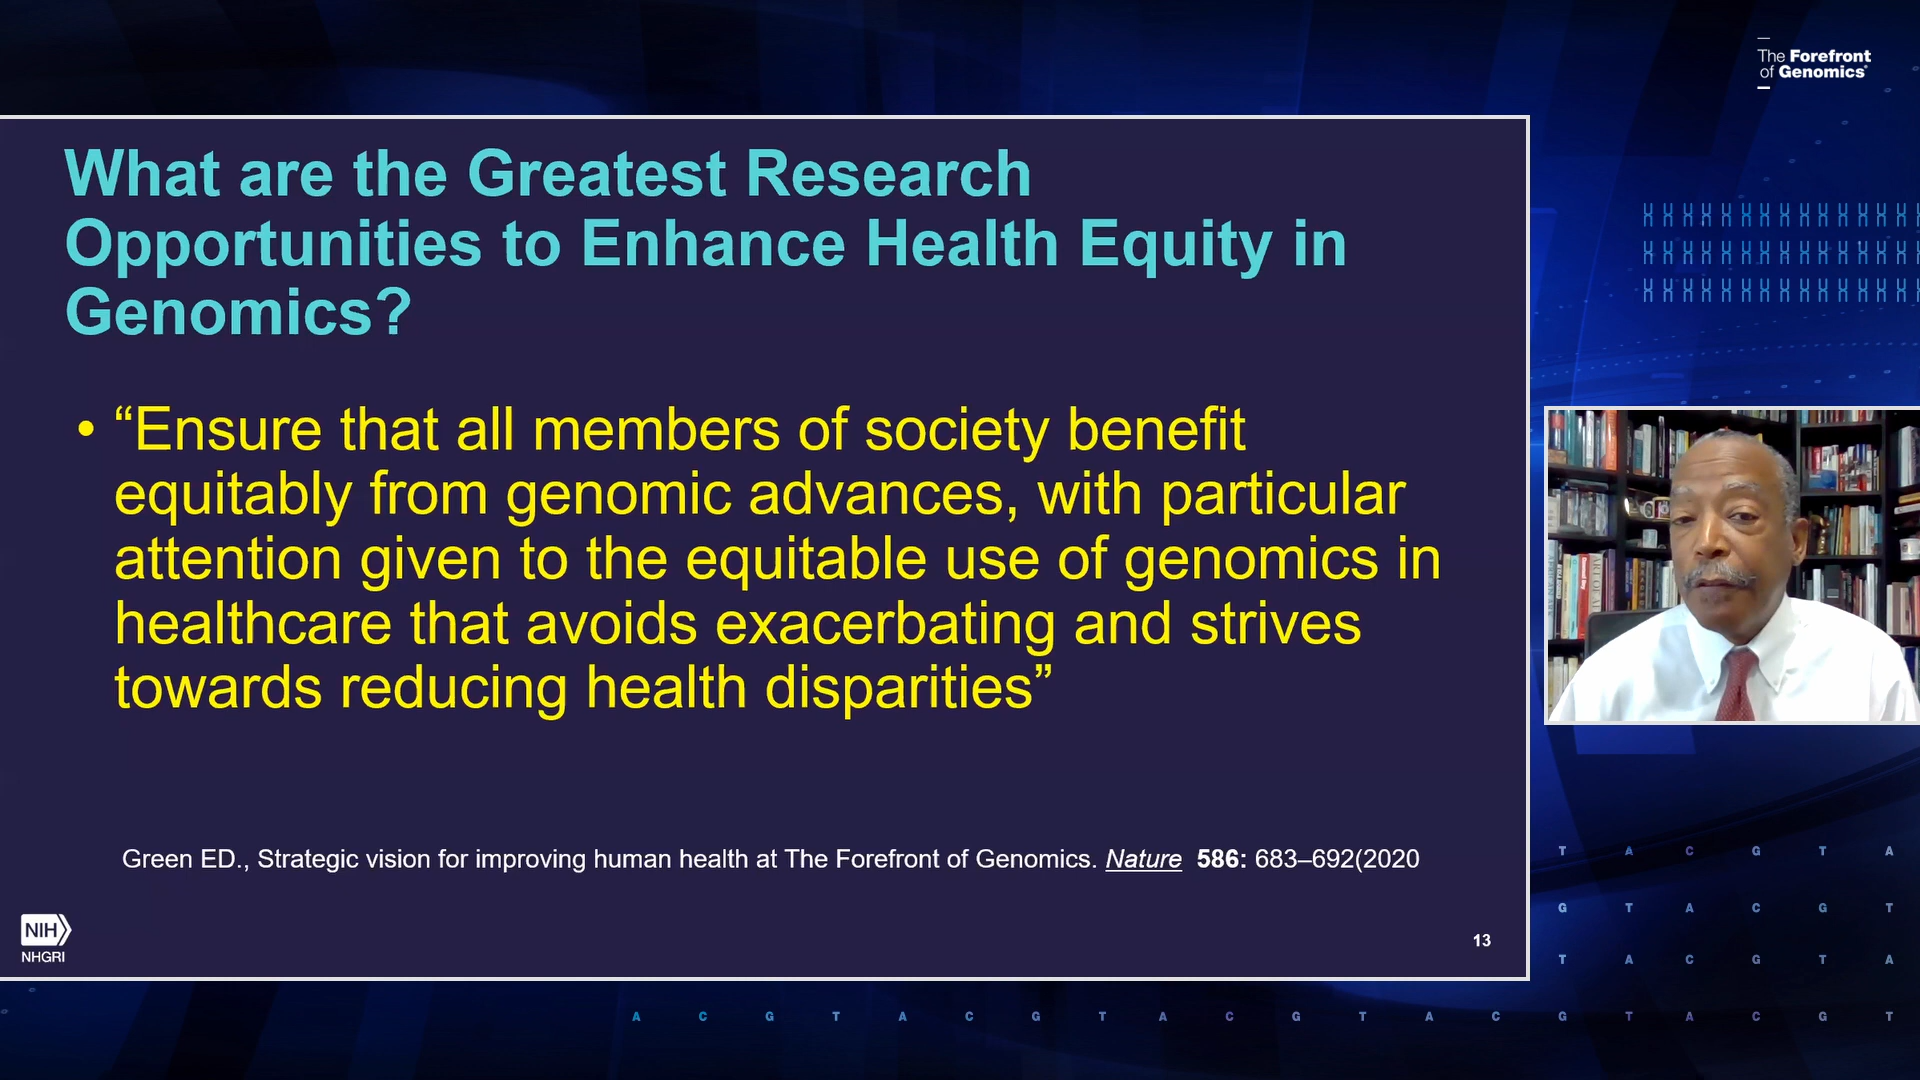 The Forefront
of Genomics®
What are the Greatest Research
Opportunities to Enhance Health Equity in
Genomics?
• “Ensure that all members of society benefit
equitably from genomic advances, with particular
attention given to the equitable use of genomics in
healthcare that avoids exacerbating and strives
towards reducing health disparities”
Green ED., Strategic vision for improving human health at The Forefront of Genomics. Nature 586: 683–692(2020
NIH
NHGRI
13
T A C G T A
G T A C G T
T A C G T A
A C G T A C G T A C G T A C G T A C G T